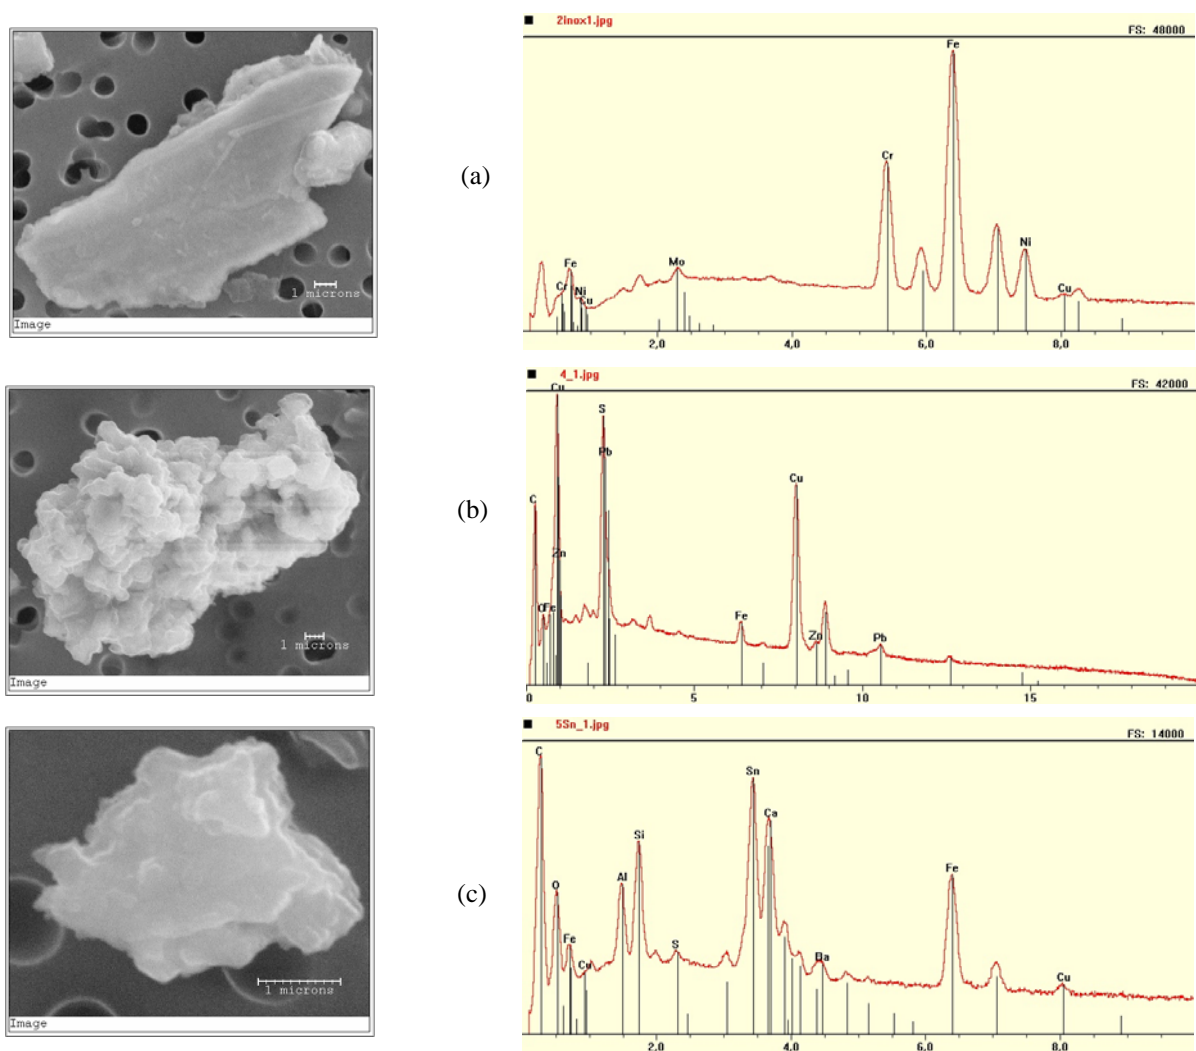 2inox1.jpg
FS: 48000
Fe
Cr
Fe
Cr
Ni
Cu
Mo
Ni
Cu
2,0 4,0 6,0 8,0
1 microns
Image
(a)
4_1.jpg
FS: 42000
Cu
S
Pb
C
Cu
Zn
O Fe
Fe
Zn
Pb
0 5 10 15
1 microns
Image
(b)
5Sn_1.jpg
FS: 14000
C
Sn
Ca
Si
Al
O
Fe
Fe
S
Cu
Ba
Cu
2.0 4.0 6.0 8.0
1 microns
Image
(c)